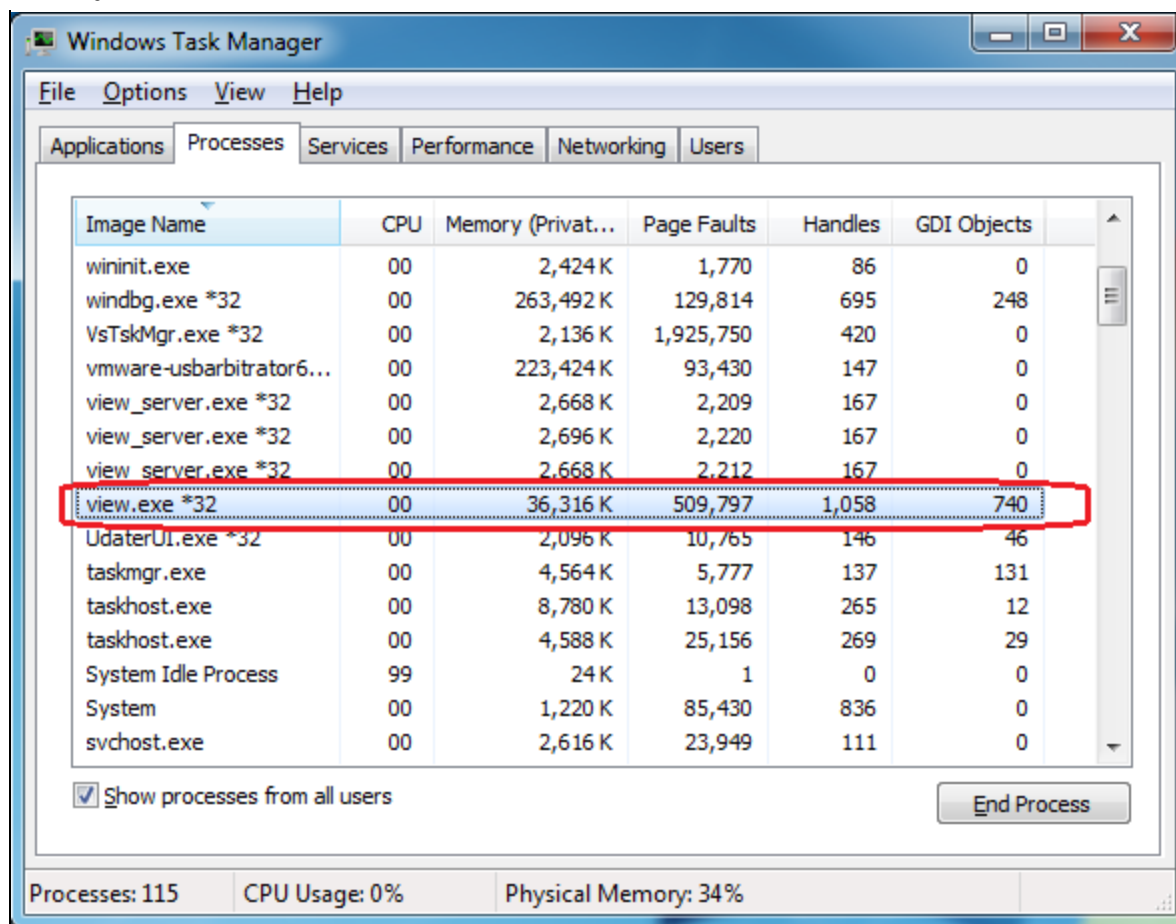 Windows Task Manager
File Options View Help
Applications Processes Services Performance Networking Users
Image Name CPU Memory (Privat... Page Faults Handles GDI Objects
wininit.exe 00 2,424 K 1,770 86 0
windbg.exe *32 00 263,492 K 129,814 695 248
VsTskMgr.exe *32 00 2,136 K 1,925,750 420 0
vmware-usbarbitrator6... 00 223,424 K 93,430 147 0
view_server.exe *32 00 2,668 K 2,209 167 0
view_server.exe *32 00 2,696 K 2,220 167 0
view_server.exe *32 00 2,668 K 2,212 167 0
view.exe *32 00 36,316 K 509,797 1,058 740
UdaterUI.exe *32 00 2,096 K 10,765 146 46
taskmgr.exe 00 4,564 K 5,777 137 131
taskhost.exe 00 8,780 K 13,098 265 12
taskhost.exe 00 4,588 K 25,156 269 29
System Idle Process 99 24 K 1 0 0
System 00 1,220 K 85,430 836 0
svchost.exe 00 2,616 K 23,949 111 0
Show processes from all users
End Process
Processes: 115 CPU Usage: 0% Physical Memory: 34%